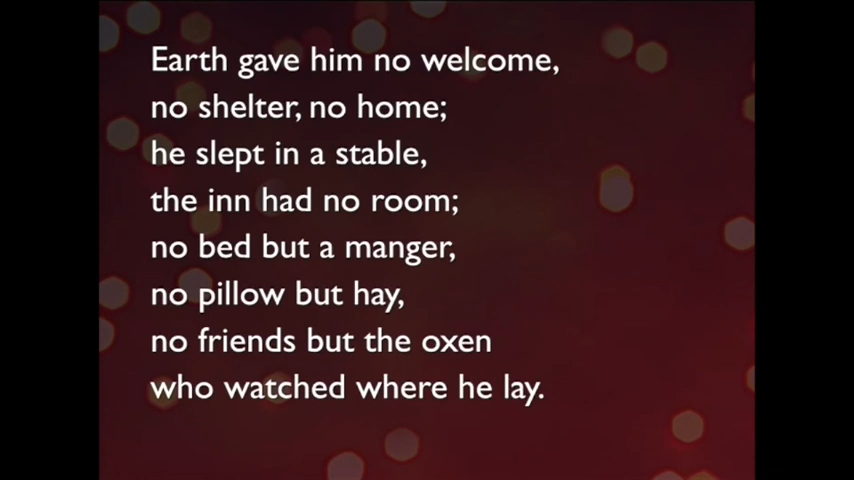 Earth gave him no welcome,
no shelter, no home;
he slept in a stable,
the inn had no room;
no bed but a manger,
no pillow but hay,
no friends but the oxen
who watched where he lay.